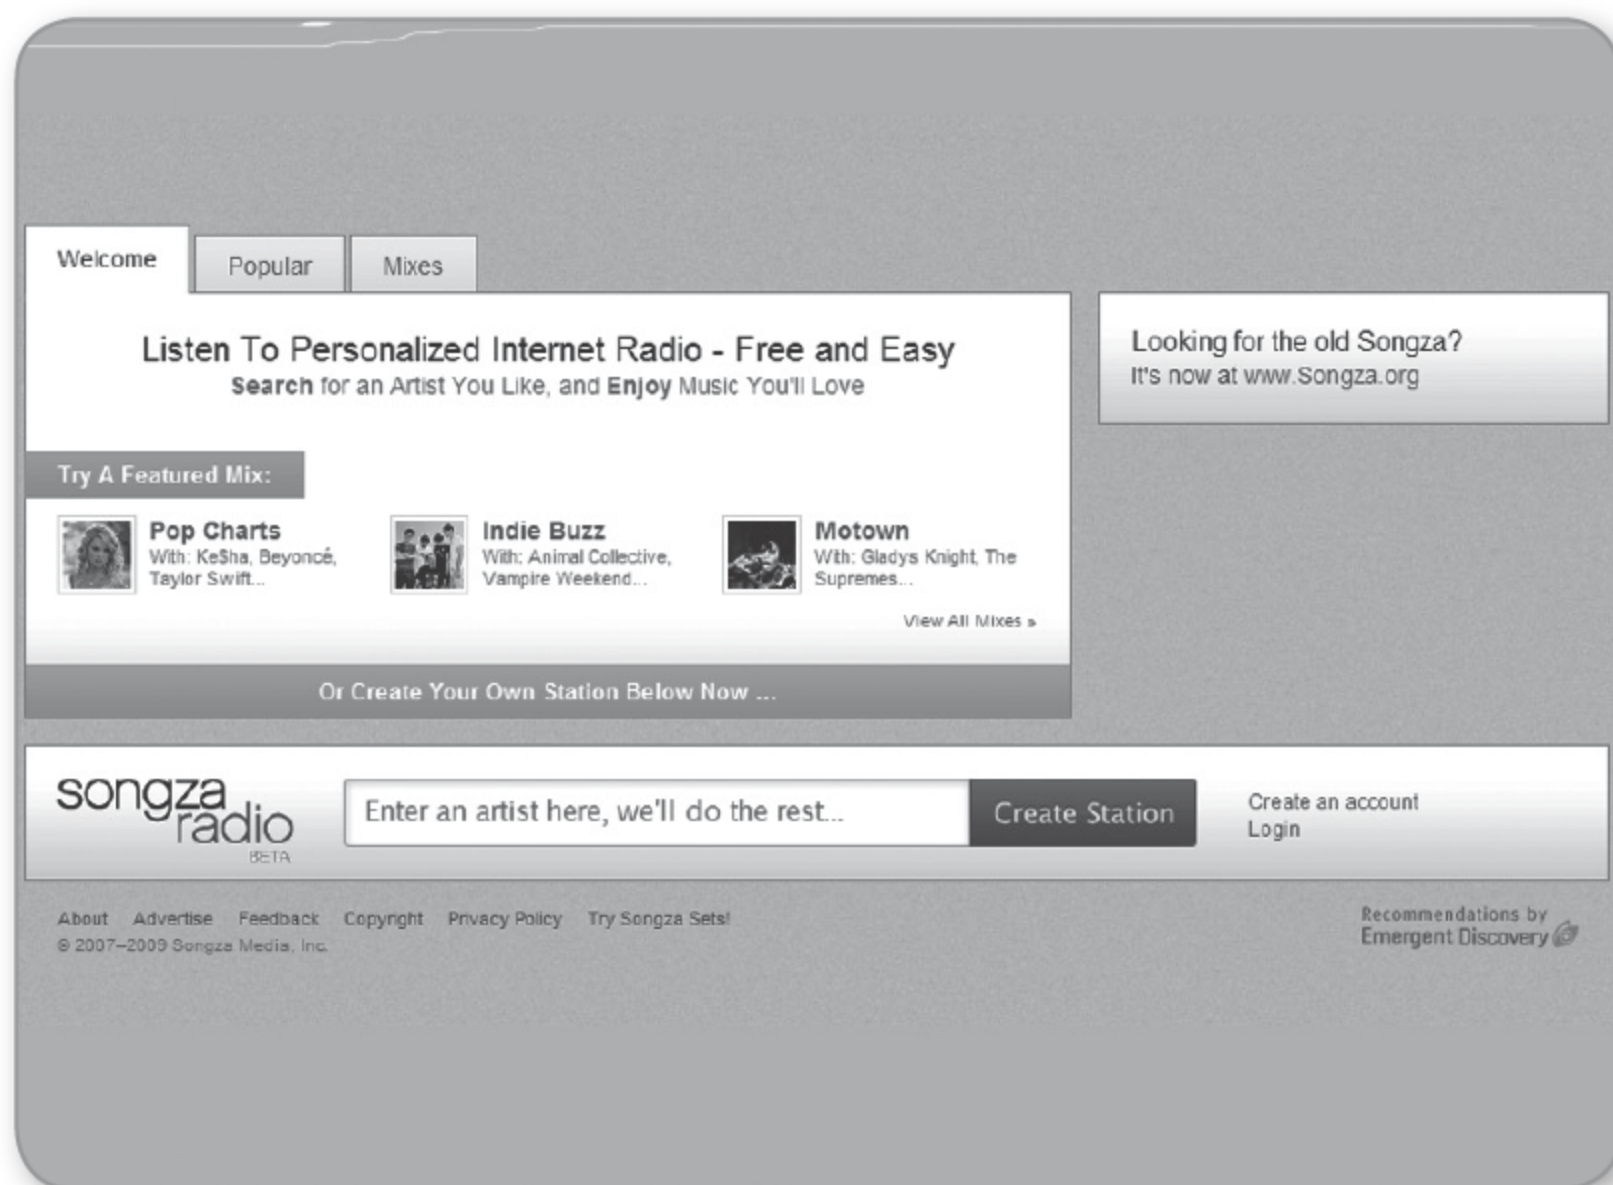 Welcome
Popular
Mixes
Listen To Personalized Internet Radio - Free and Easy
Search for an Artist You Like, and Enjoy Music You'll Love
Looking for the old Songza?
It's now at www.Songza.org
Try A Featured Mix:
Pop Charts
With: Ke$ha, Beyoncé,
Taylor Swift...
Indie Buzz
With: Animal Collective,
Vampire Weekend...
Motown
With: Gladys Knight, The
Supremes...
View All Mixes »
Or Create Your Own Station Below Now ...
songza
radio
BETA
Enter an artist here, we'll do the rest...
Create Station
Create an account
Login
About Advertise Feedback Copyright Privacy Policy Try Songza Sets!
© 2007–2009 Songza Media, Inc.
Recommendations by
Emergent Discovery